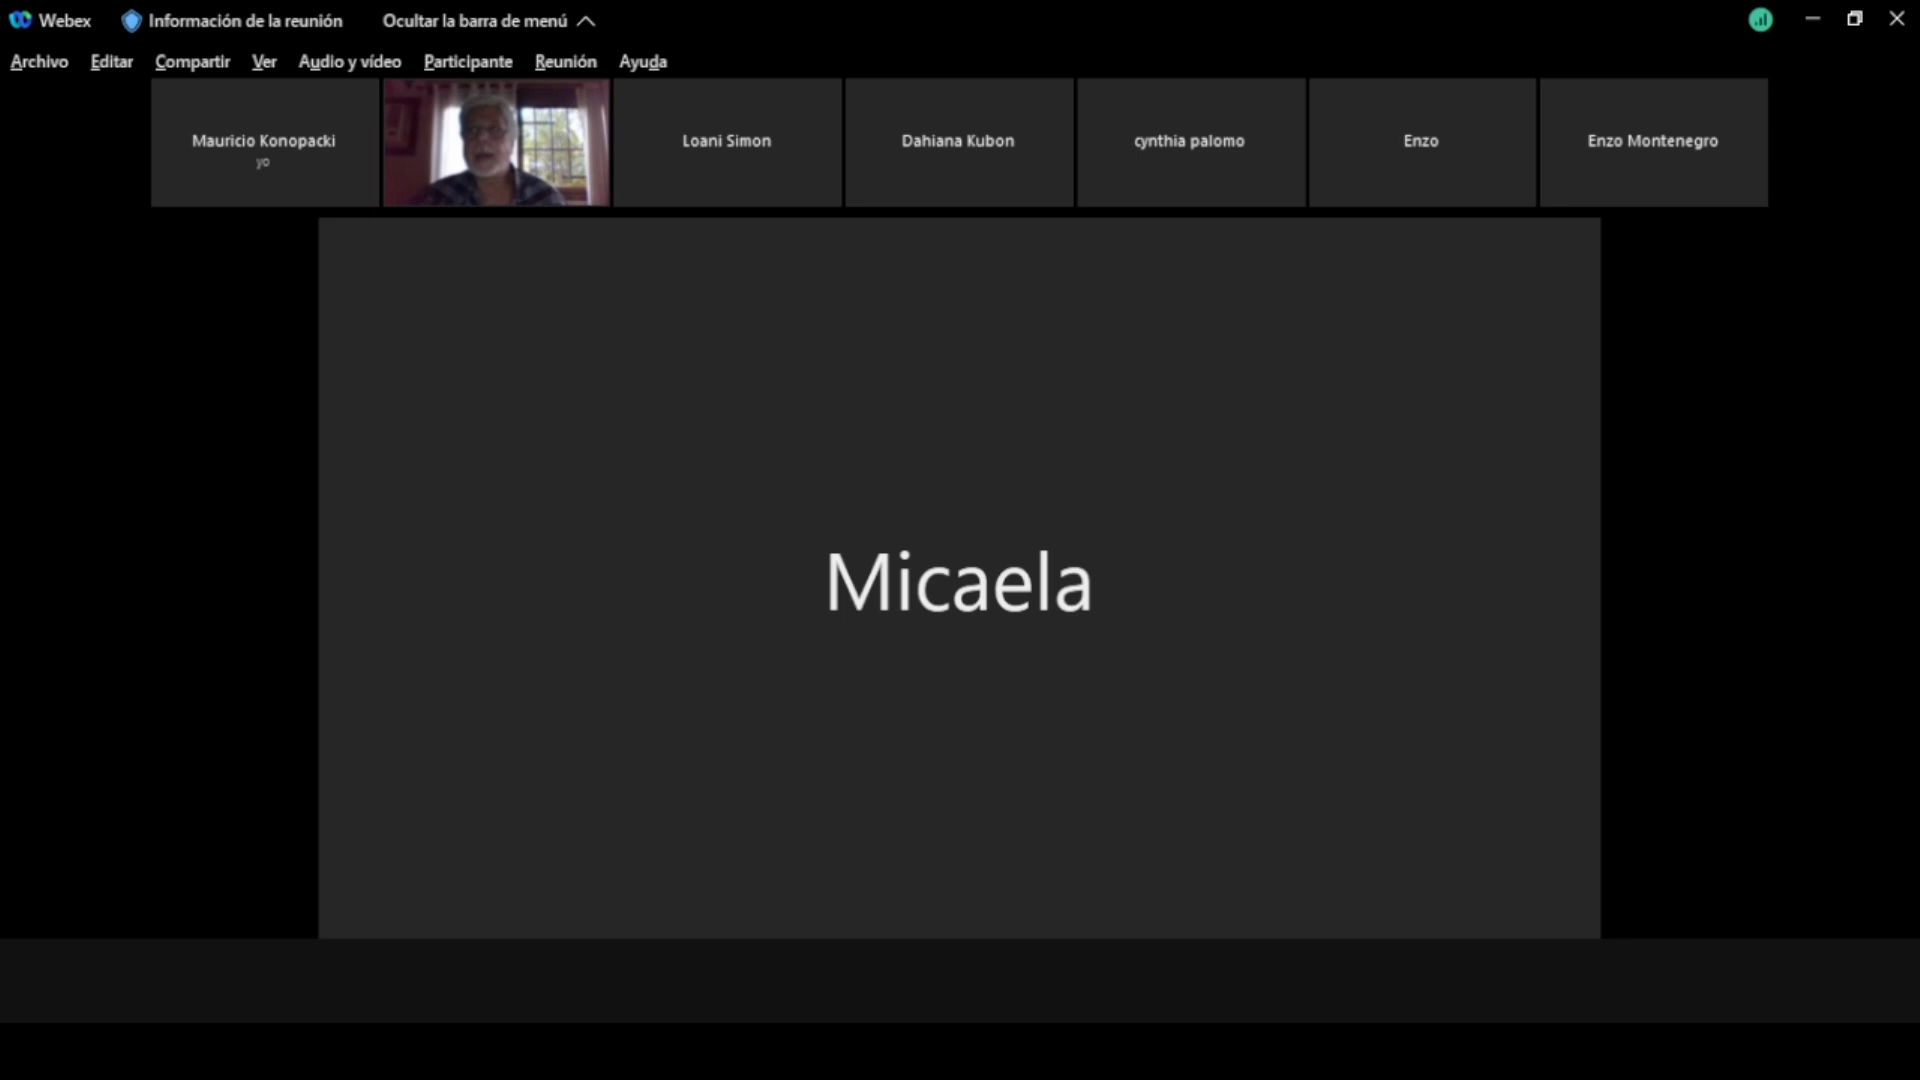 Webex Información de la reunión Ocultar la barra de menú
Archivo Editar Compartir Ver Audio y vídeo Participante Reunión Ayuda
Mauricio Konopacki
yo
Loani Simon
Dahiana Kubon
cynthia palomo
Enzo
Enzo Montenegro
Micaela